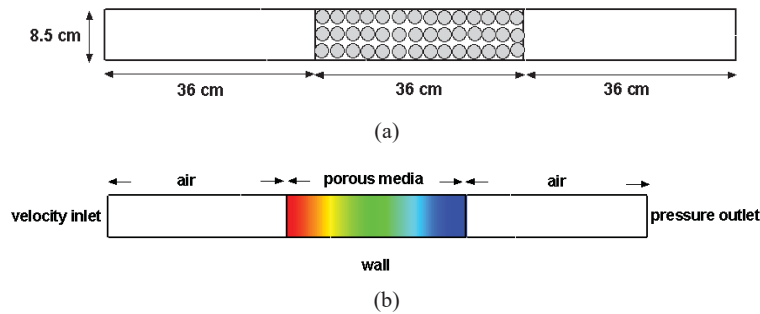 8.5 cm
36 cm 36 cm 36 cm
(a)
air porous media air
velocity inlet pressure outlet
wall
(b)